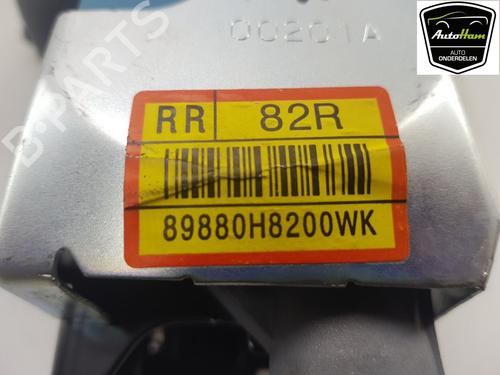 00201A
AutoHam
AUTO
ONDERDELEN
B-PARTS
RR 82R
89880H8200WK